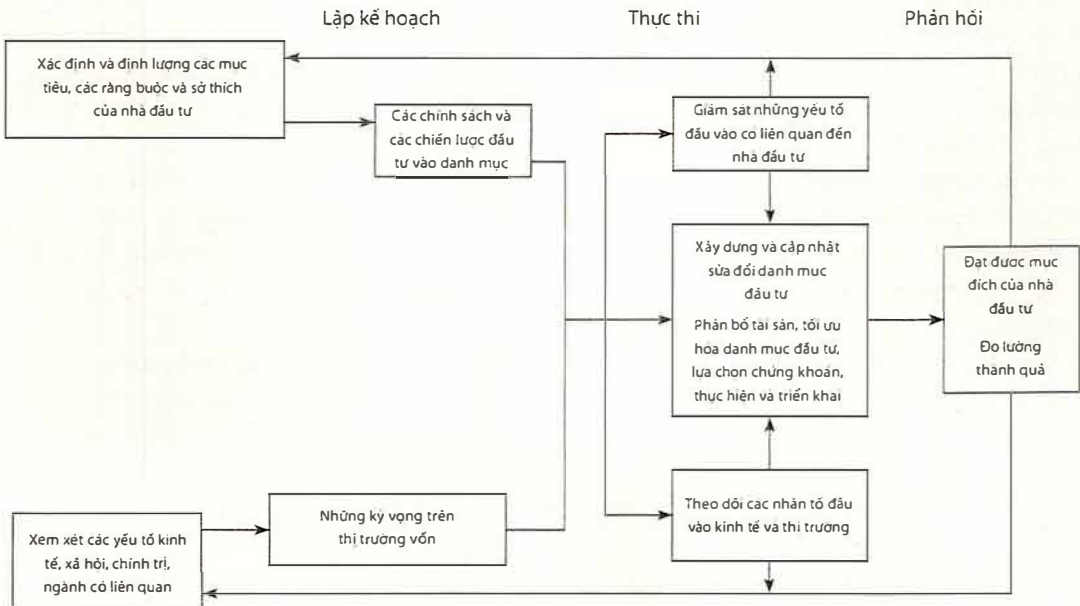 Lập kế hoạch
Thực thi
Phản hồi
Xác định và định lượng các mục
tiêu, các ràng buộc và sở thích
của nhà đầu tư
Các chính sách và
các chiến lược đầu
tư vào danh mục
Giám sát những yếu tố
đầu vào có liên quan đến
nhà đầu tư
Xây dựng và cập nhật
sửa đổi danh mục
đầu tư
Phân bổ tài sản, tối ưu
hóa danh mục đầu tư,
lựa chọn chứng khoán,
thực hiện và triển khai
Đạt được mục
đích của nhà
đầu tư
Đo lường
thành quả
Những kỳ vọng trên
thị trường vốn
Theo dõi các nhân tố đầu
vào kinh tế và thị trường
Xem xét các yếu tố kinh
tế, xã hội, chính trị,
ngành có liên quan